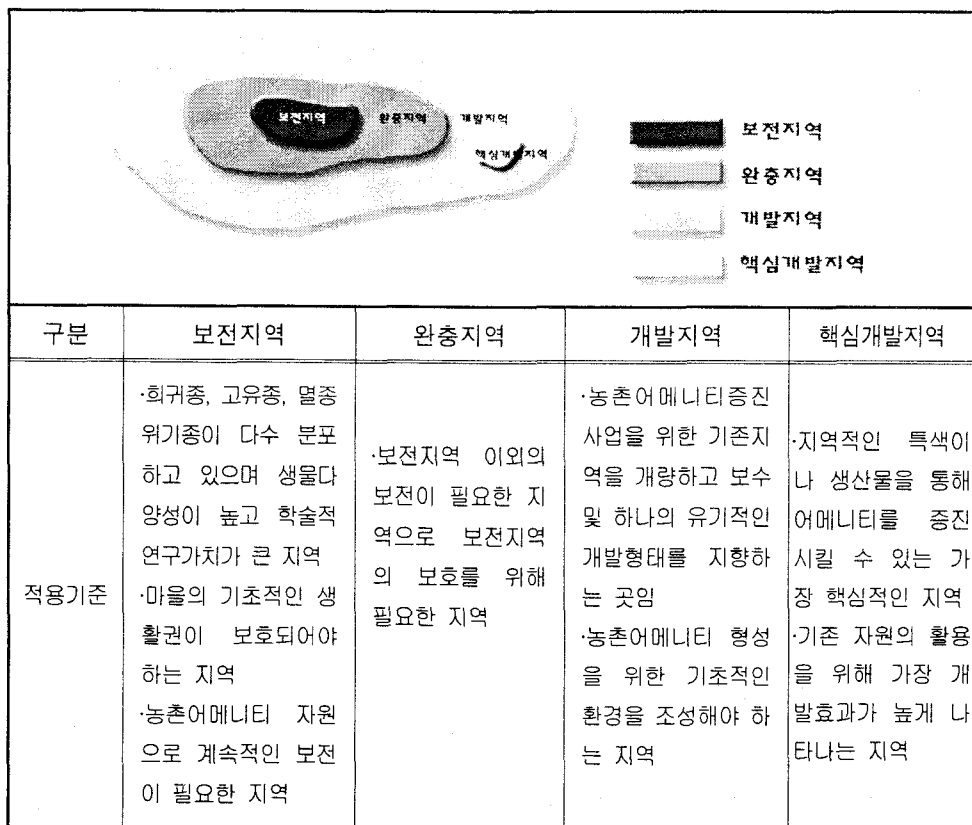 보전지역
완충지역
개발지역
핵심개발지역
보전지역
완충지역
개발지역
핵심개발지역
구분
보전지역
완충지역
개발지역
핵심개발지역
적용기준
·희귀종, 고유종, 멸종
위기종이 다수 분포
하고 있으며 생물다
양성이 높고 학술적
연구가치가 큰 지역
·마을의 기초적인 생
활권이 보호되어야
하는 지역
·농촌어메니티 자원
으로 계속적인 보전
이 필요한 지역
·보전지역 이외의
보전이 필요한 지
역으로 보전지역
의 보호를 위해
필요한 지역
·농촌어메니티증진
사업을 위한 기존지
역을 개량하고 보수
및 하나의 유기적인
개발형태를 지향하
는 곳임
·농촌어메니티 형성
을 위한 기초적인
환경을 조성해야 하
는 지역
·지역적인 특색이
나 생산물을 통해
어메니티를 증진
시킬 수 있는 가
장 핵심적인 지역
·기존 자원의 활용
을 위해 가장 개
발효과가 높게 나
타나는 지역